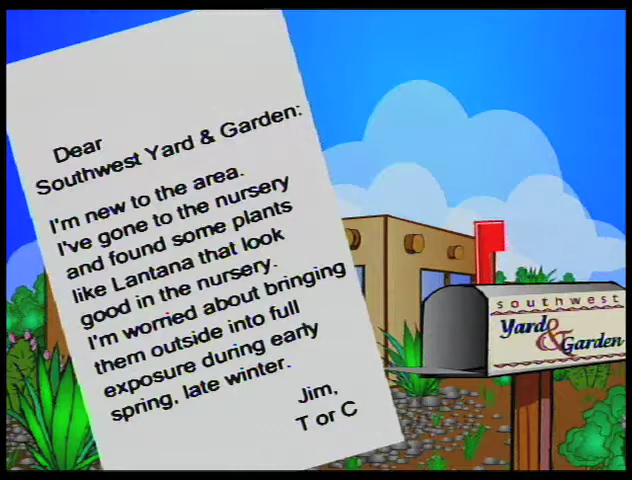 Dear
Southwest Yard & Garden:
I'm new to the area.
I've gone to the nursery
and found some plants
like Lantana that look
good in the nursery.
I'm worried about bringing
them outside into full
exposure during early
spring, late winter.
Jim,
T or C
southwest
Yard &
Garden